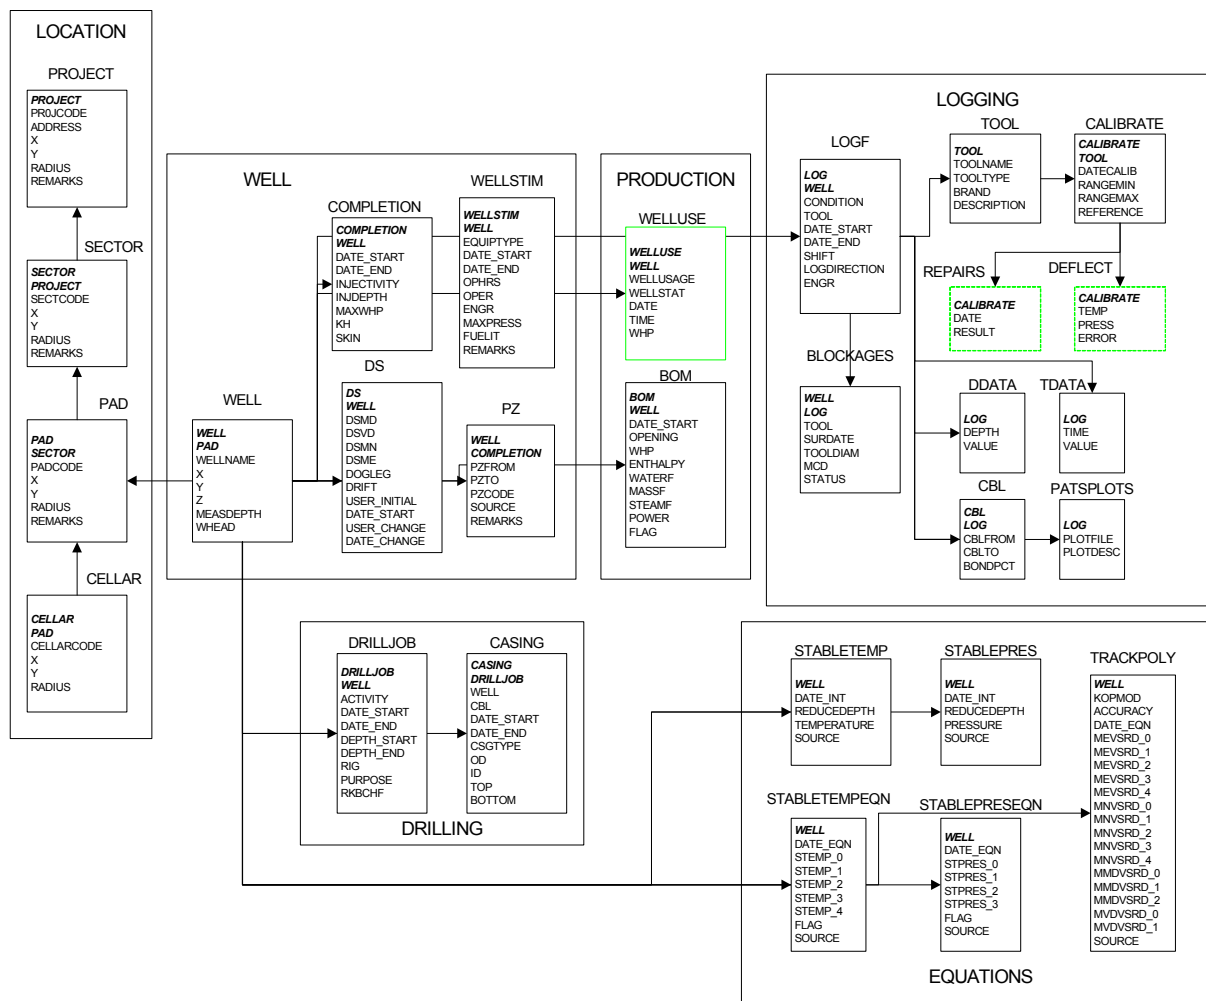 LOCATION
PROJECT
PROJECT
PR0JCODE
ADDRESS
X
Y
RADIUS
REMARKS
SECTOR
SECTOR
PROJECT
SECTCODE
X
Y
RADIUS
REMARKS
PAD
PAD
SECTOR
PADCODE
X
Y
RADIUS
REMARKS
CELLAR
CELLAR
PAD
CELLARCODE
X
Y
RADIUS
WELL
WELL
WELL
PAD
WELLNAME
X
Y
Z
MEASDEPTH
WHEAD
COMPLETION
COMPLETION
WELL
DATE_START
DATE_END
INJECTIVITY
INJDEPTH
MAXWHP
KH
SKIN
WELLSTIM
WELLSTIM
WELL
EQUIPTYPE
DATE_START
DATE_END
OPHRS
OPER
ENGR
MAXPRESS
FUELIT
REMARKS
DS
DS
WELL
DSMD
DSVD
DSMN
DSME
DOGLEG
DRIFT
USER_INITIAL
DATE_START
USER_CHANGE
DATE_CHANGE
PZ
WELL
COMPLETION
PZFROM
PZTO
PZCODE
SOURCE
REMARKS
PRODUCTION
WELLUSE
WELLUSE
WELL
WELLUSAGE
WELLSTAT
DATE
TIME
WHP
BOM
BOM
WELL
DATE_START
OPENING
WHP
ENTHALPY
WATERF
MASSF
STEAMF
POWER
FLAG
LOGGING
LOGF
LOG
WELL
CONDITION
TOOL
DATE_START
DATE_END
SHIFT
LOGDIRECTION
ENGR
TOOL
TOOL
TOOLNAME
TOOLTYPE
BRAND
DESCRIPTION
CALIBRATE
CALIBRATE
TOOL
DATECALIB
RANGEMIN
RANGEMAX
REFERENCE
REPAIRS
CALIBRATE
DATE
RESULT
DEFLECT
CALIBRATE
TEMP
PRESS
ERROR
BLOCKAGES
WELL
LOG
TOOL
SURDATE
TOOLDIAM
MCD
STATUS
DDATA
LOG
DEPTH
VALUE
TDATA
LOG
TIME
VALUE
CBL
CBL
LOG
CBLFROM
CBLTO
BONDPCT
PATSPLOTS
LOG
PLOTFILE
PLOTDESC
DRILLJOB
DRILLJOB
WELL
ACTIVITY
DATE_START
DATE_END
DEPTH_START
DEPTH_END
RIG
PURPOSE
RKBCHF
CASING
CASING
DRILLJOB
WELL
CBL
DATE_START
DATE_END
CSGTYPE
OD
ID
TOP
BOTTOM
DRILLING
STABLETEMP
WELL
DATE_INT
REDUCEDEPTH
TEMPERATURE
SOURCE
STABLEPRES
WELL
DATE_INT
REDUCEDEPTH
PRESSURE
SOURCE
TRACKPOLY
WELL
KOPMOD
ACCURACY
DATE_EQN
MEVSRD_0
MEVSRD_1
MEVSRD_2
MEVSRD_3
MEVSRD_4
MNVSRD_0
MNVSRD_1
MNVSRD_2
MNVSRD_3
MNVSRD_4
MMDVSRD_0
MMDVSRD_1
MMDVSRD_2
MVDVSRD_0
MVDVSRD_1
SOURCE
STABLETEMPEQN
WELL
DATE_EQN
STEMP_0
STEMP_1
STEMP_2
STEMP_3
STEMP_4
FLAG
SOURCE
STABLEPRESEQN
WELL
DATE_EQN
STPRES_0
STPRES_1
STPRES_2
STPRES_3
FLAG
SOURCE
EQUATIONS